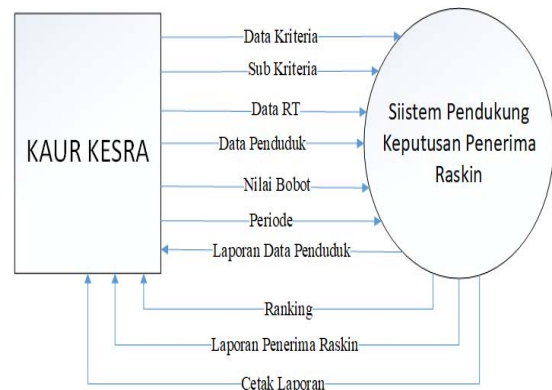 KAUR KESRA
Data Kriteria
Sub Kriteria
Data RT
Data Penduduk
Nilai Bobot
Periode
Laporan Data Penduduk
Ranking
Laporan Penerima Raskin
Cetak Laporan
Siistem Pendukung
Keputusan Penerima
Raskin